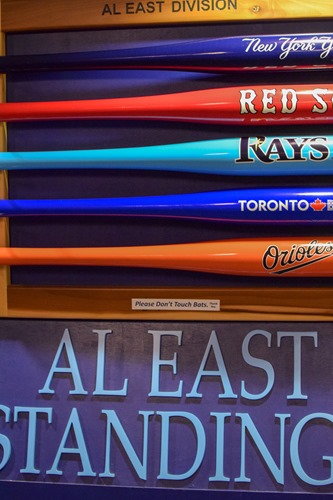 AL EAST DIVISION
New York Y
RED S
RAYS
TORONTO
Orioles
Please Don't Touch Bats.
AL EAST
STANDING